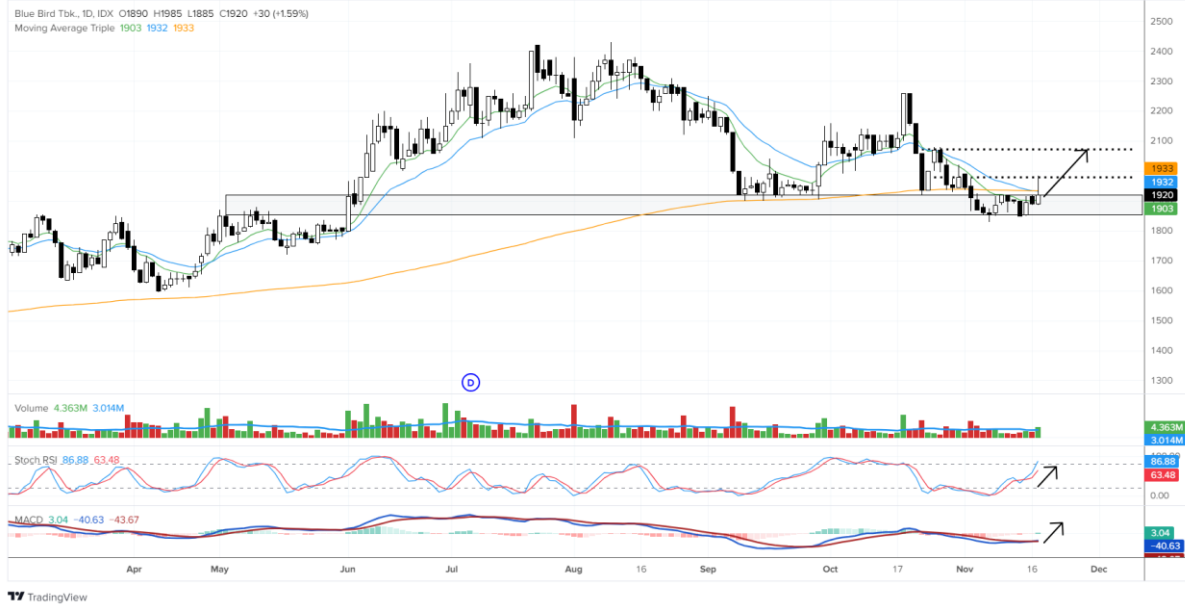 Blue Bird Tbk., 1D, IDX O1890 H1985 L1885 C1920 +30 (+1.59%)
Moving Average Triple 1903 1932 1933
2500
2400
2300
2200
2100
1933
1932
1920
1903
1800
1700
1600
1500
1400
1300
D
Volume 4.363M 3.014M
4.363M
3.014M
Stoch RSI 86.88 63.48
100.00
86.88
63.48
0.00
MACD 3.04 −40.63 −43.67
3.04
−40.63
Apr May Jun Jul Aug 16 Sep Oct 17 Nov 16 Dec
TradingView